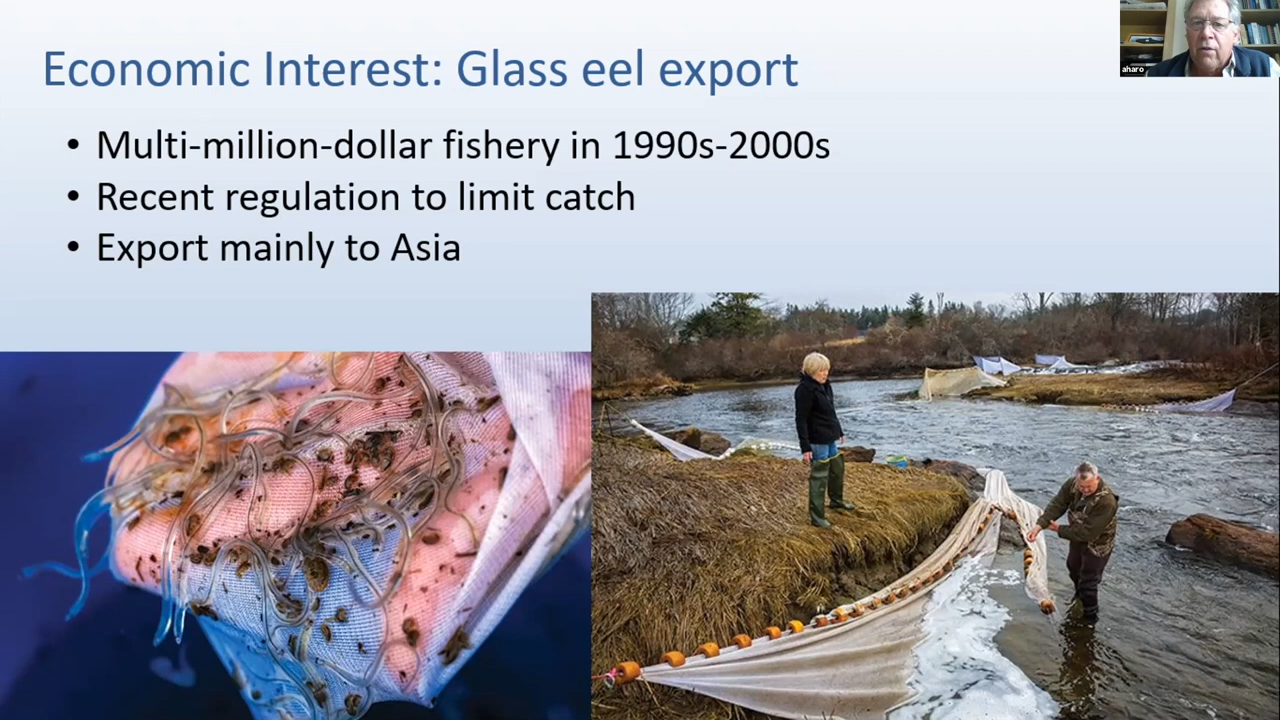 Economic Interest: Glass eel export
• Multi-million-dollar fishery in 1990s-2000s
• Recent regulation to limit catch
• Export mainly to Asia
aharo